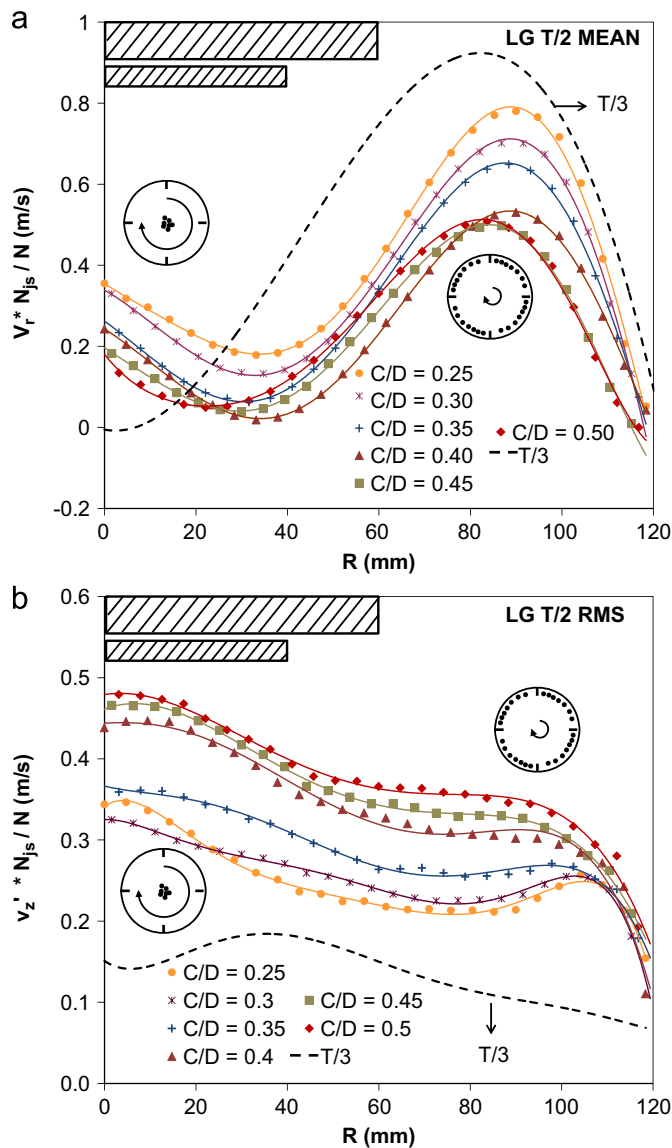 a
LG T/2 MEAN
T/3
V_r * N_js / N (m/s)
1
0.8
0.6
0.4
0.2
0
-0.2
C/D = 0.25
C/D = 0.30
C/D = 0.35
C/D = 0.40
C/D = 0.45
C/D = 0.50
T/3
0 20 40 60 80 100 120
R (mm)
b
LG T/2 RMS
v_z' * N_js / N (m/s)
0.6
0.5
0.4
0.3
0.2
0.1
0.0
C/D = 0.25
C/D = 0.3
C/D = 0.45
C/D = 0.35
C/D = 0.5
C/D = 0.4
T/3
T/3
0 20 40 60 80 100 120
R (mm)